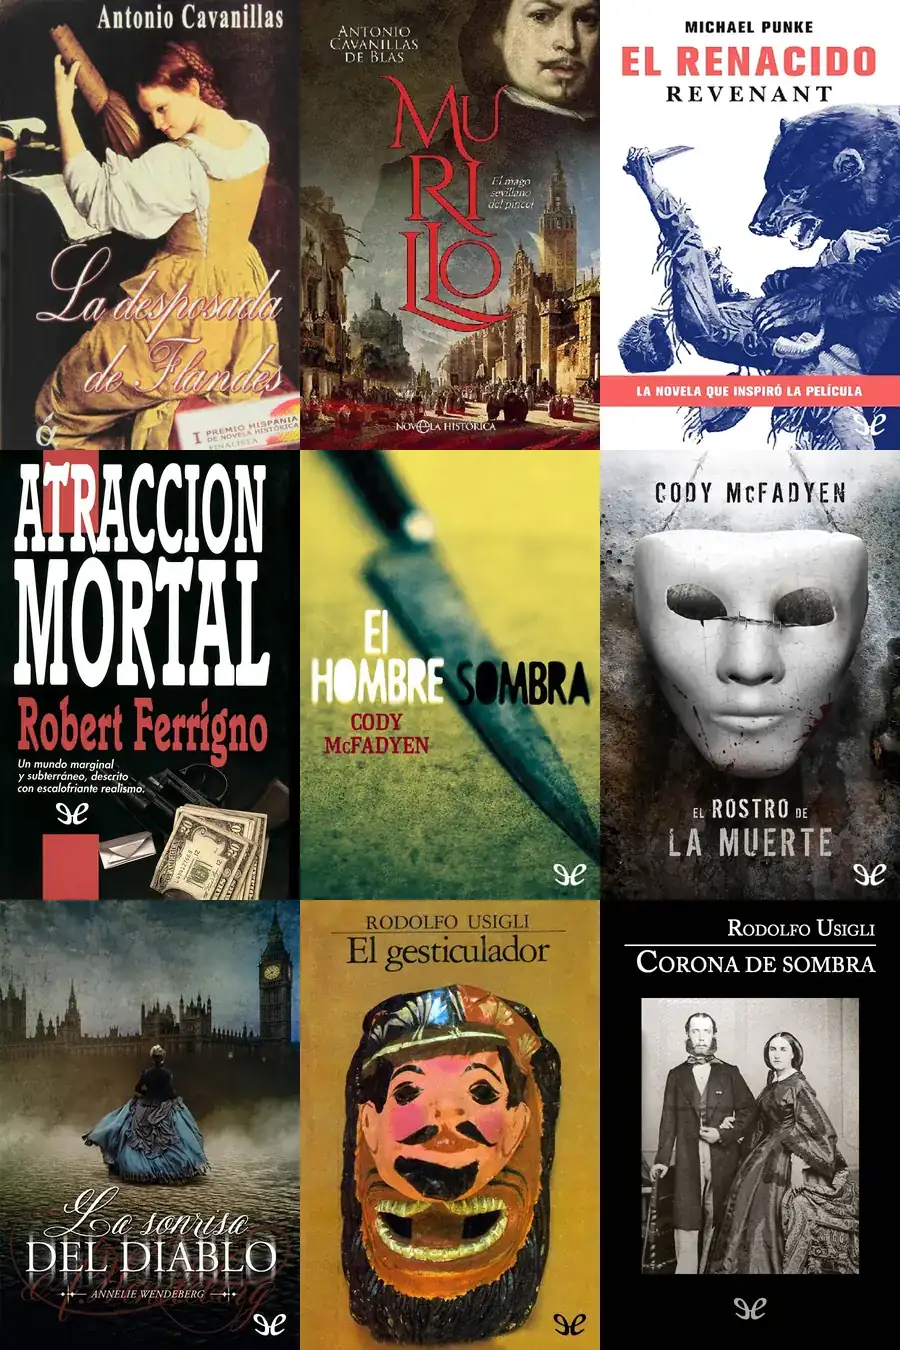 Antonio Cavanillas
La desposada
de Flandes
I PREMIO HISPANIA
DE NOVELA HISTÓRICA
FINALISTA
ANTONIO
CAVANILLAS
DE BLAS
MU
RI
LLO
El mago
sevillano
del pincel
NOVELA HISTÓRICA
MICHAEL PUNKE
EL RENACIDO
REVENANT
LA NOVELA QUE INSPIRÓ LA PELÍCULA
ATRACCION
MORTAL
Robert Ferrigno
Un mundo marginal
y subterráneo, descrito
con escalofriante realismo.
El
HOMBRE SOMBRA
CODY
McFADYEN
CODY McFADYEN
EL ROSTRO DE
LA MUERTE
La sonrisa
DEL DIABLO
ANNELIE WENDEBERG
RODOLFO USIGLI
El gesticulador
RODOLFO USIGLI
CORONA DE SOMBRA